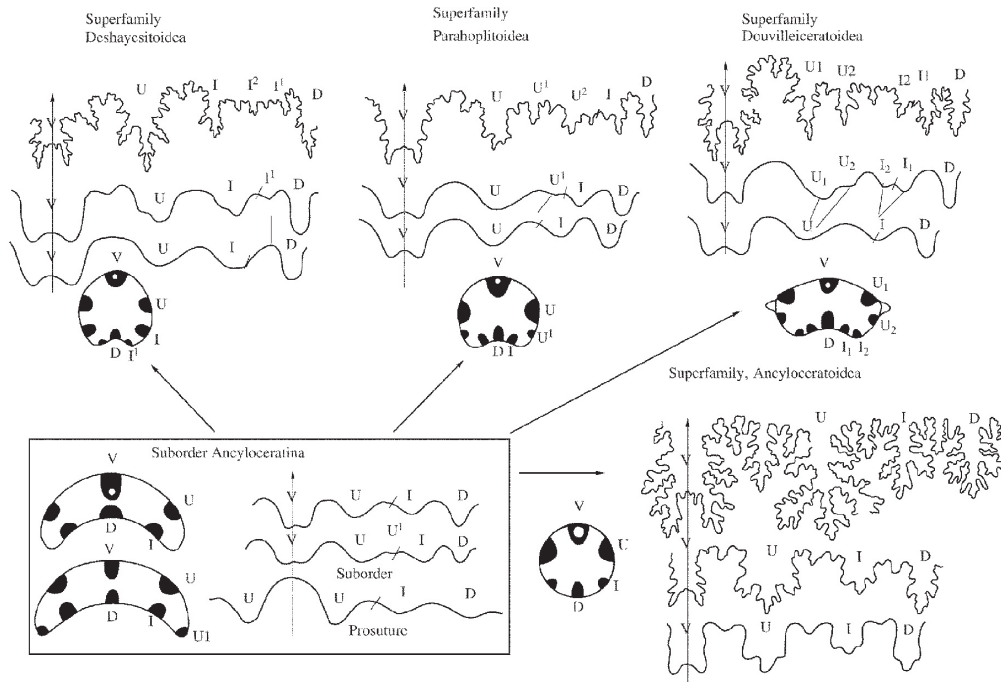 Superfamily
Deshayesitoidea
U I I² I¹ D
V
U I I¹ D
V
V U I D
V
U
I
D I¹
Superfamily
Parahoplitoidea
U U¹ U² I D
V
U U¹ I D
V
V U I D
V
U
U¹
D I
Superfamily
Douvilleiceratoidea
U1 U2 I2 I1 D
V
U₁ U₂ I₂ I₁ D
V
V U I D
V
U₁
U₂
D I₁ I₂
Suborder Ancyloceratina
V
U
D I
V
D I
U1
V U I D
U¹
V U I D
Suborder
U U I D
Prosuture
Superfamily, Ancyloceratoidea
V
U
I
D
U I D
V
V U I D
V U I D